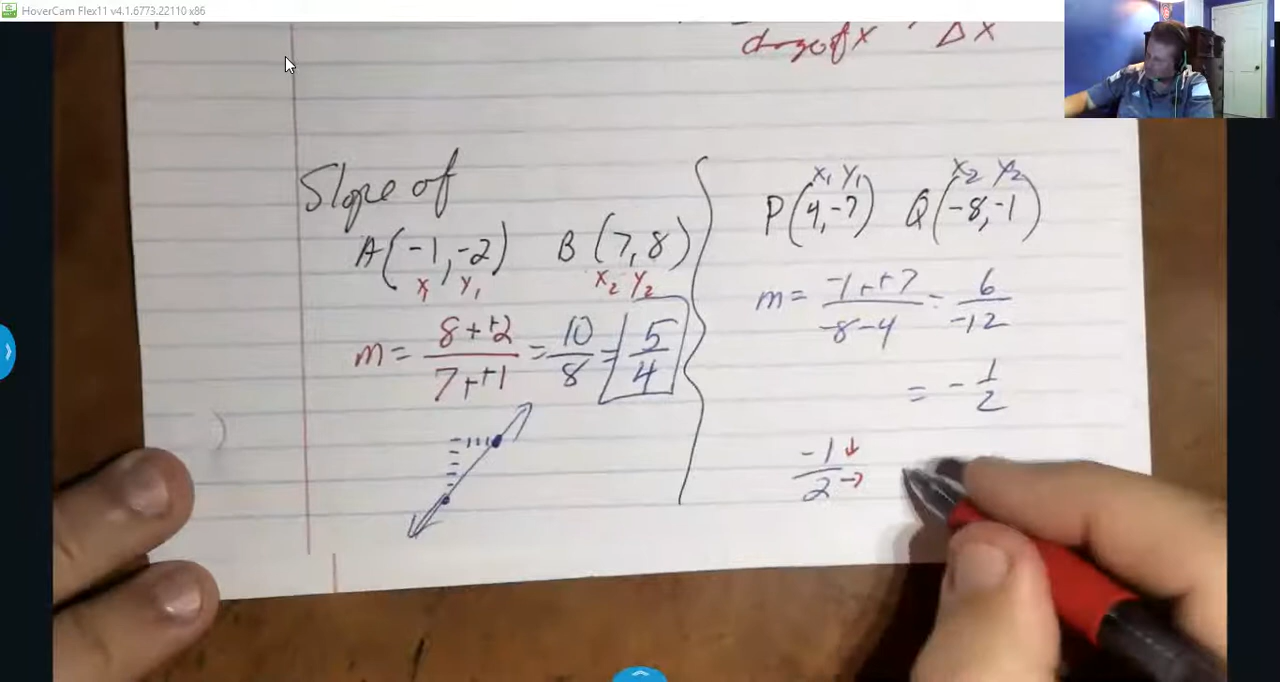 HoverCam Flex11 v4.1.6773.22110 x86
change of X , Δ X
Slope of
A(-1,-2) B(7,8)
X₁ Y₁ X₂ Y₂
m = 8++2 / 7++1 = 10/8 = 5/4
X₁ Y₁ X₂ Y₂
P(4,-7) Q(-8,-1)
m = -1++7 / -8-4 = 6/-12
= -1/2
-1↓
2→